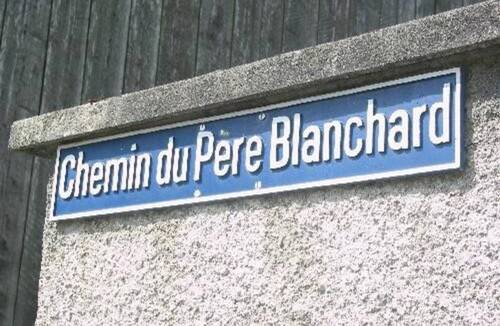 Chemin du Père Blanchard